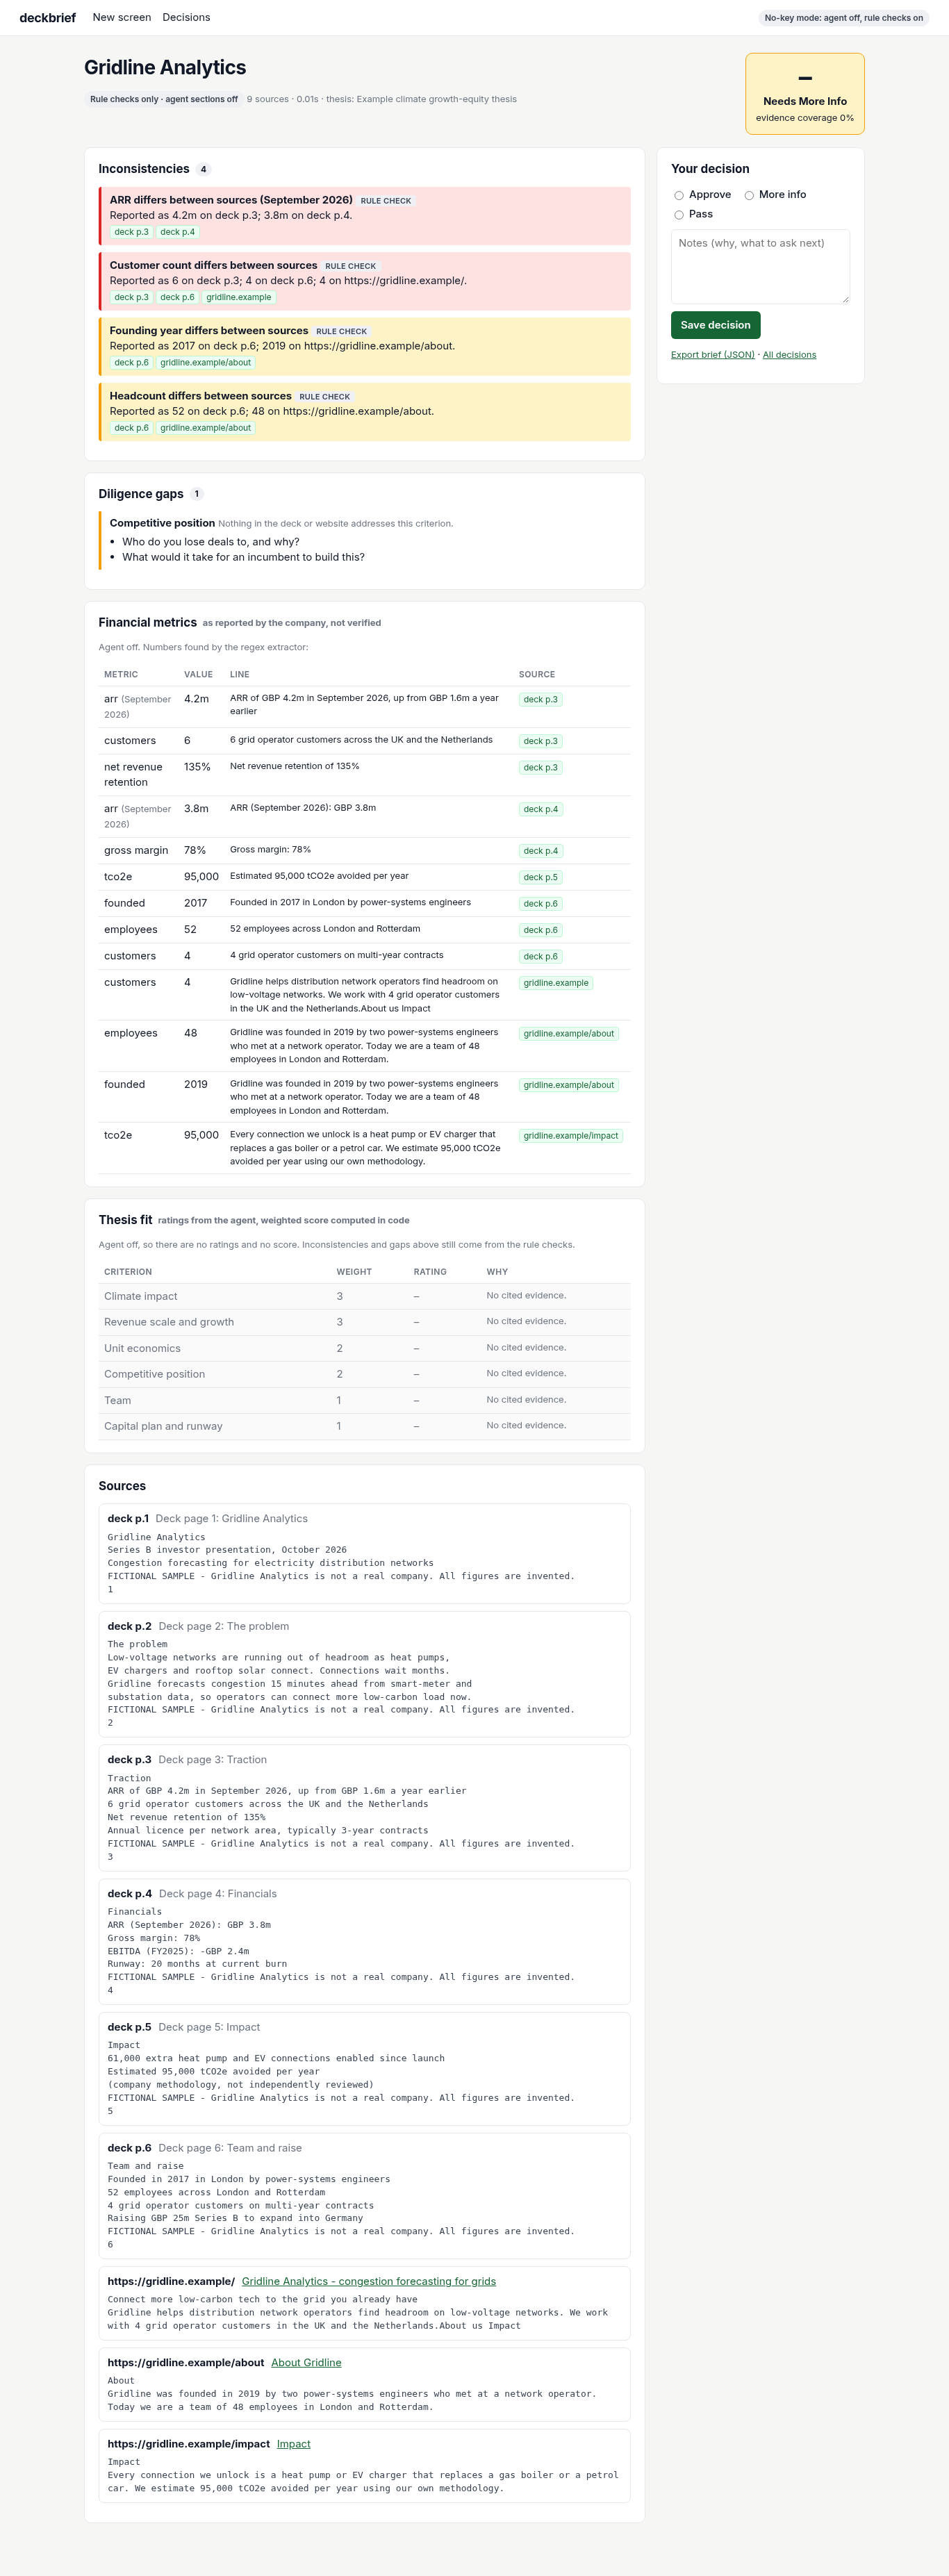 deckbrief New screen Decisions No-key mode: agent off, rule checks on
Gridline Analytics
Rule checks only · agent sections off 9 sources · 0.01s · thesis: Example climate growth-equity thesis
–
Needs More Info
evidence coverage 0%
Inconsistencies 4
ARR differs between sources (September 2026) RULE CHECK
Reported as 4.2m on deck p.3; 3.8m on deck p.4.
deck p.3 deck p.4
Customer count differs between sources RULE CHECK
Reported as 6 on deck p.3; 4 on deck p.6; 4 on https://gridline.example/.
deck p.3 deck p.6 gridline.example
Founding year differs between sources RULE CHECK
Reported as 2017 on deck p.6; 2019 on https://gridline.example/about.
deck p.6 gridline.example/about
Headcount differs between sources RULE CHECK
Reported as 52 on deck p.6; 48 on https://gridline.example/about.
deck p.6 gridline.example/about
Your decision
Approve More info
Pass
Notes (why, what to ask next)
Save decision
Export brief (JSON) · All decisions
Diligence gaps 1
Competitive position Nothing in the deck or website addresses this criterion.
• Who do you lose deals to, and why?
• What would it take for an incumbent to build this?
Financial metrics as reported by the company, not verified
Agent off. Numbers found by the regex extractor:
METRIC VALUE LINE SOURCE
arr (September 2026) 4.2m ARR of GBP 4.2m in September 2026, up from GBP 1.6m a year earlier deck p.3
customers 6 6 grid operator customers across the UK and the Netherlands deck p.3
net revenue retention 135% Net revenue retention of 135% deck p.3
arr (September 2026) 3.8m ARR (September 2026): GBP 3.8m deck p.4
gross margin 78% Gross margin: 78% deck p.4
tco2e 95,000 Estimated 95,000 tCO2e avoided per year deck p.5
founded 2017 Founded in 2017 in London by power-systems engineers deck p.6
employees 52 52 employees across London and Rotterdam deck p.6
customers 4 4 grid operator customers on multi-year contracts deck p.6
customers 4 Gridline helps distribution network operators find headroom on gridline.example
low-voltage networks. We work with 4 grid operator customers
in the UK and the Netherlands.About us Impact
employees 48 Gridline was founded in 2019 by two power-systems engineers gridline.example/about
who met at a network operator. Today we are a team of 48
employees in London and Rotterdam.
founded 2019 Gridline was founded in 2019 by two power-systems engineers gridline.example/about
who met at a network operator. Today we are a team of 48
employees in London and Rotterdam.
tco2e 95,000 Every connection we unlock is a heat pump or EV charger that gridline.example/impact
replaces a gas boiler or a petrol car. We estimate 95,000 tCO2e
avoided per year using our own methodology.
Thesis fit ratings from the agent, weighted score computed in code
Agent off, so there are no ratings and no score. Inconsistencies and gaps above still come from the rule checks.
CRITERION WEIGHT RATING WHY
Climate impact 3 – No cited evidence.
Revenue scale and growth 3 – No cited evidence.
Unit economics 2 – No cited evidence.
Competitive position 2 – No cited evidence.
Team 1 – No cited evidence.
Capital plan and runway 1 – No cited evidence.
Sources
deck p.1 Deck page 1: Gridline Analytics
Gridline Analytics
Series B investor presentation, October 2026
Congestion forecasting for electricity distribution networks
FICTIONAL SAMPLE - Gridline Analytics is not a real company. All figures are invented.
1
deck p.2 Deck page 2: The problem
The problem
Low-voltage networks are running out of headroom as heat pumps,
EV chargers and rooftop solar connect. Connections wait months.
Gridline forecasts congestion 15 minutes ahead from smart-meter and
substation data, so operators can connect more low-carbon load now.
FICTIONAL SAMPLE - Gridline Analytics is not a real company. All figures are invented.
2
deck p.3 Deck page 3: Traction
Traction
ARR of GBP 4.2m in September 2026, up from GBP 1.6m a year earlier
6 grid operator customers across the UK and the Netherlands
Net revenue retention of 135%
Annual licence per network area, typically 3-year contracts
FICTIONAL SAMPLE - Gridline Analytics is not a real company. All figures are invented.
3
deck p.4 Deck page 4: Financials
Financials
ARR (September 2026): GBP 3.8m
Gross margin: 78%
EBITDA (FY2025): -GBP 2.4m
Runway: 20 months at current burn
FICTIONAL SAMPLE - Gridline Analytics is not a real company. All figures are invented.
4
deck p.5 Deck page 5: Impact
Impact
61,000 extra heat pump and EV connections enabled since launch
Estimated 95,000 tCO2e avoided per year
(company methodology, not independently reviewed)
FICTIONAL SAMPLE - Gridline Analytics is not a real company. All figures are invented.
5
deck p.6 Deck page 6: Team and raise
Team and raise
Founded in 2017 in London by power-systems engineers
52 employees across London and Rotterdam
4 grid operator customers on multi-year contracts
Raising GBP 25m Series B to expand into Germany
FICTIONAL SAMPLE - Gridline Analytics is not a real company. All figures are invented.
6
https://gridline.example/ Gridline Analytics - congestion forecasting for grids
Connect more low-carbon tech to the grid you already have
Gridline helps distribution network operators find headroom on low-voltage networks. We work
with 4 grid operator customers in the UK and the Netherlands.About us Impact
https://gridline.example/about About Gridline
About
Gridline was founded in 2019 by two power-systems engineers who met at a network operator.
Today we are a team of 48 employees in London and Rotterdam.
https://gridline.example/impact Impact
Impact
Every connection we unlock is a heat pump or EV charger that replaces a gas boiler or a petrol
car. We estimate 95,000 tCO2e avoided per year using our own methodology.